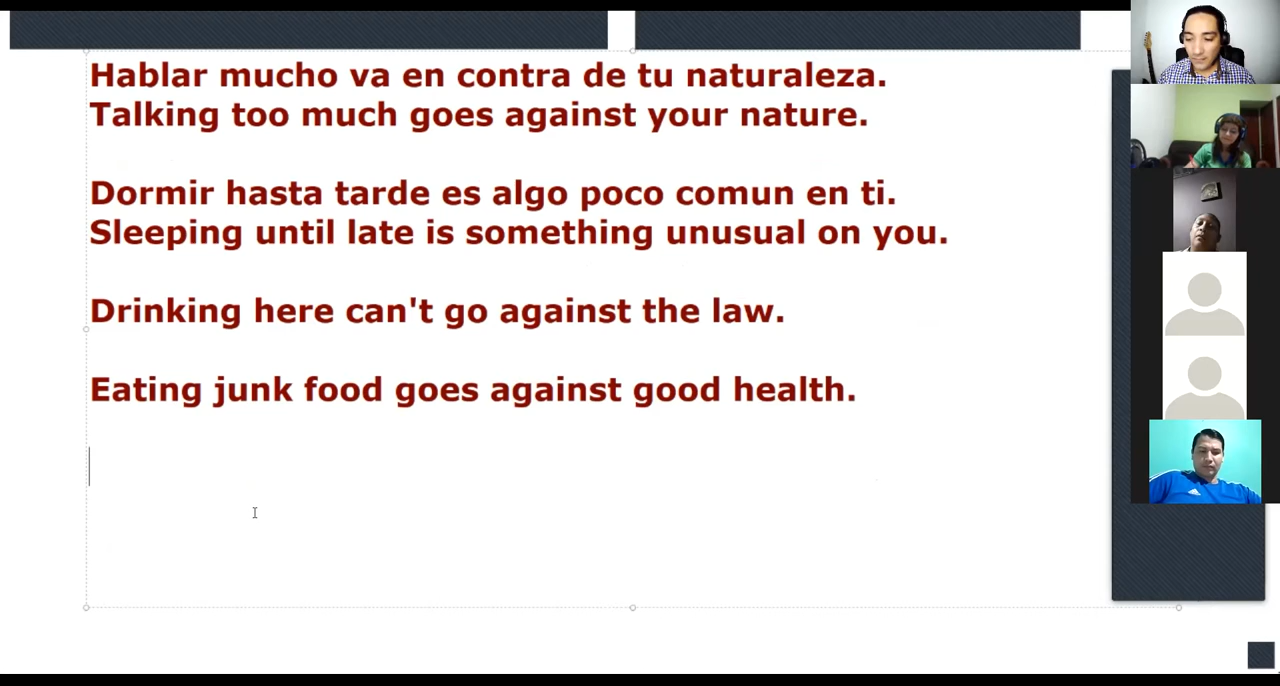 Hablar mucho va en contra de tu naturaleza.
Talking too much goes against your nature.
Dormir hasta tarde es algo poco comun en ti.
Sleeping until late is something unusual on you.
Drinking here can't go against the law.
Eating junk food goes against good health.